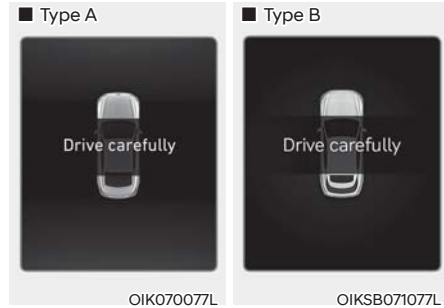 ■ Type A
Drive carefully
OIK070077L
■ Type B
Drive carefully
OIKSB071077L